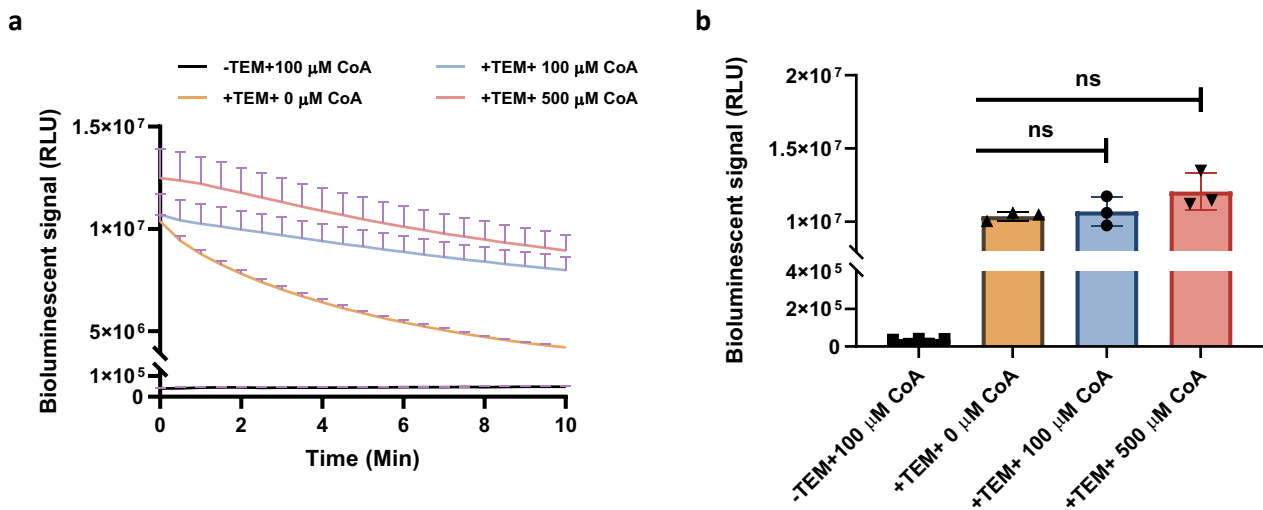 a
-TEM+100 μM CoA
+TEM+ 100 μM CoA
+TEM+ 0 μM CoA
+TEM+ 500 μM CoA
Bioluminescent signal (RLU)
1.5×10⁷
1×10⁷
5×10⁶
1×10⁵
0
0 2 4 6 8 10
Time (Min)
b
Bioluminescent signal (RLU)
2×10⁷
1.5×10⁷
1×10⁷
4×10⁵
2×10⁵
0
ns
ns
-TEM+100 μM CoA
+TEM+ 0 μM CoA
+TEM+ 100 μM CoA
+TEM+ 500 μM CoA